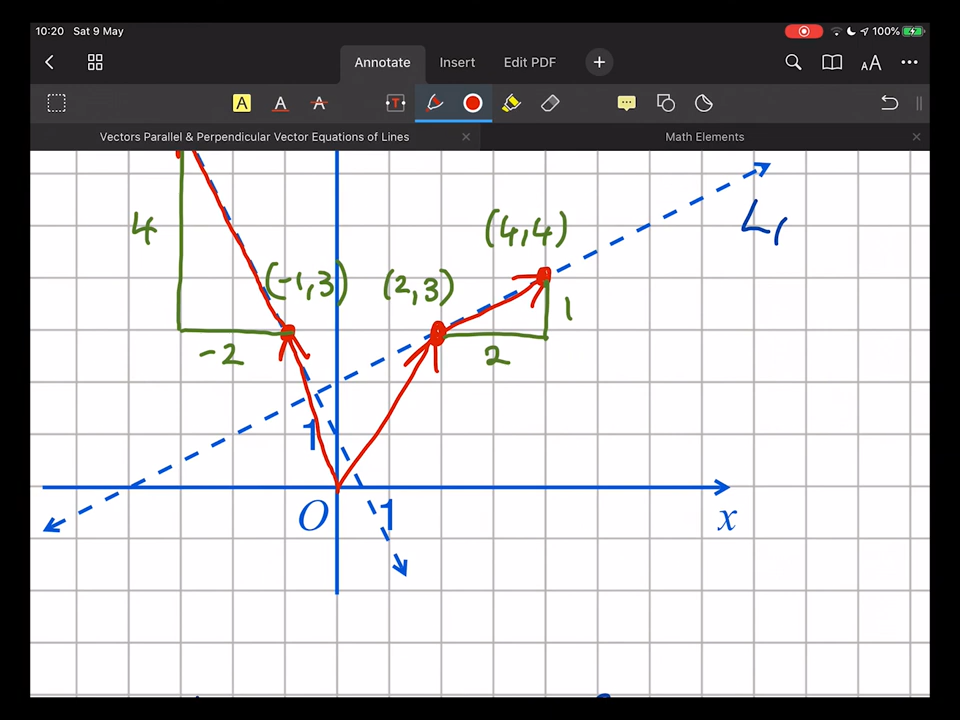 10:20 Sat 9 May 100%
Annotate Insert Edit PDF
A A A T AA
Vectors Parallel & Perpendicular Vector Equations of Lines Math Elements
(4,4) L₁
4
(-1,3) (2,3)
1
-2 2
1
O 1 x